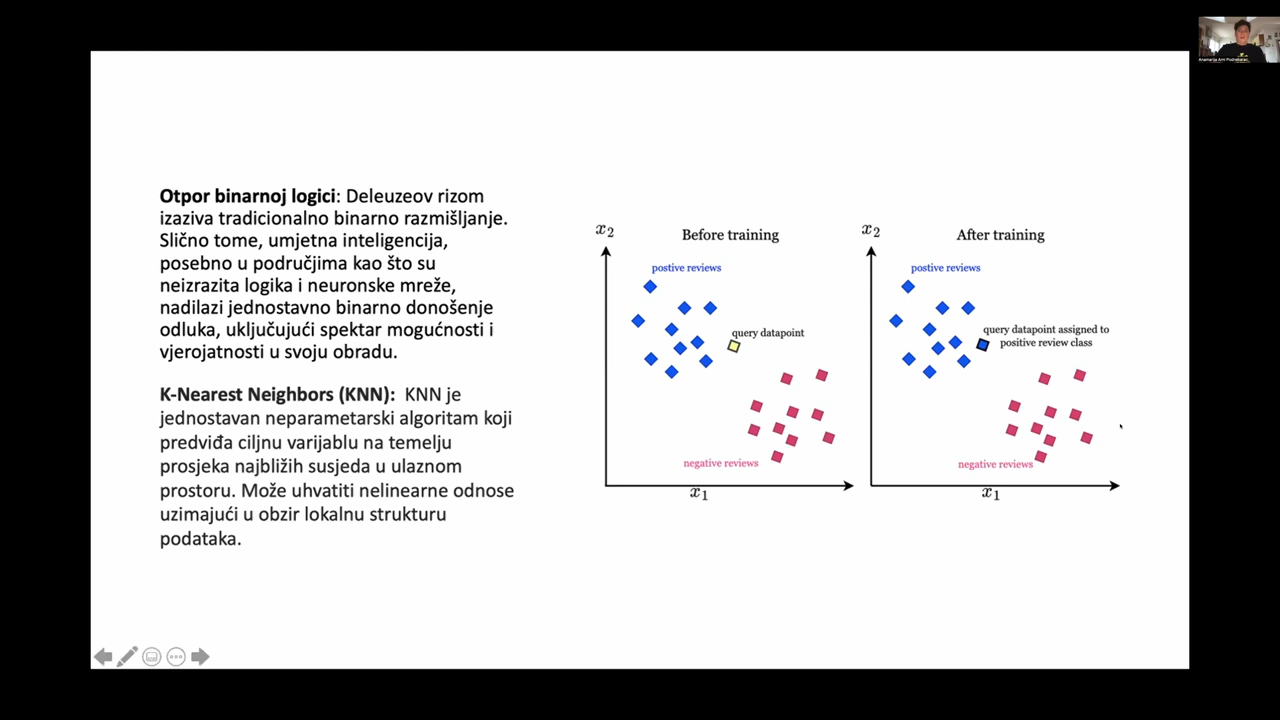 Otpor binarnoj logici: Deleuzeov rizom
izaziva tradicionalno binarno razmišljanje.
Slično tome, umjetna inteligencija,
posebno u područjima kao što su
neizrazita logika i neuronske mreže,
nadilazi jednostavno binarno donošenje
odluka, uključujući spektar mogućnosti i
vjerojatnosti u svoju obradu.
K-Nearest Neighbors (KNN): KNN je
jednostavan neparametarski algoritam koji
predviđa ciljnu varijablu na temelju
prosjeka najbližih susjeda u ulaznom
prostoru. Može uhvatiti nelinearne odnose
uzimajući u obzir lokalnu strukturu
podataka.
x2
Before training
postive reviews
query datapoint
negative reviews
x1
x2
After training
postive reviews
query datapoint assigned to
positive review class
negative reviews
x1